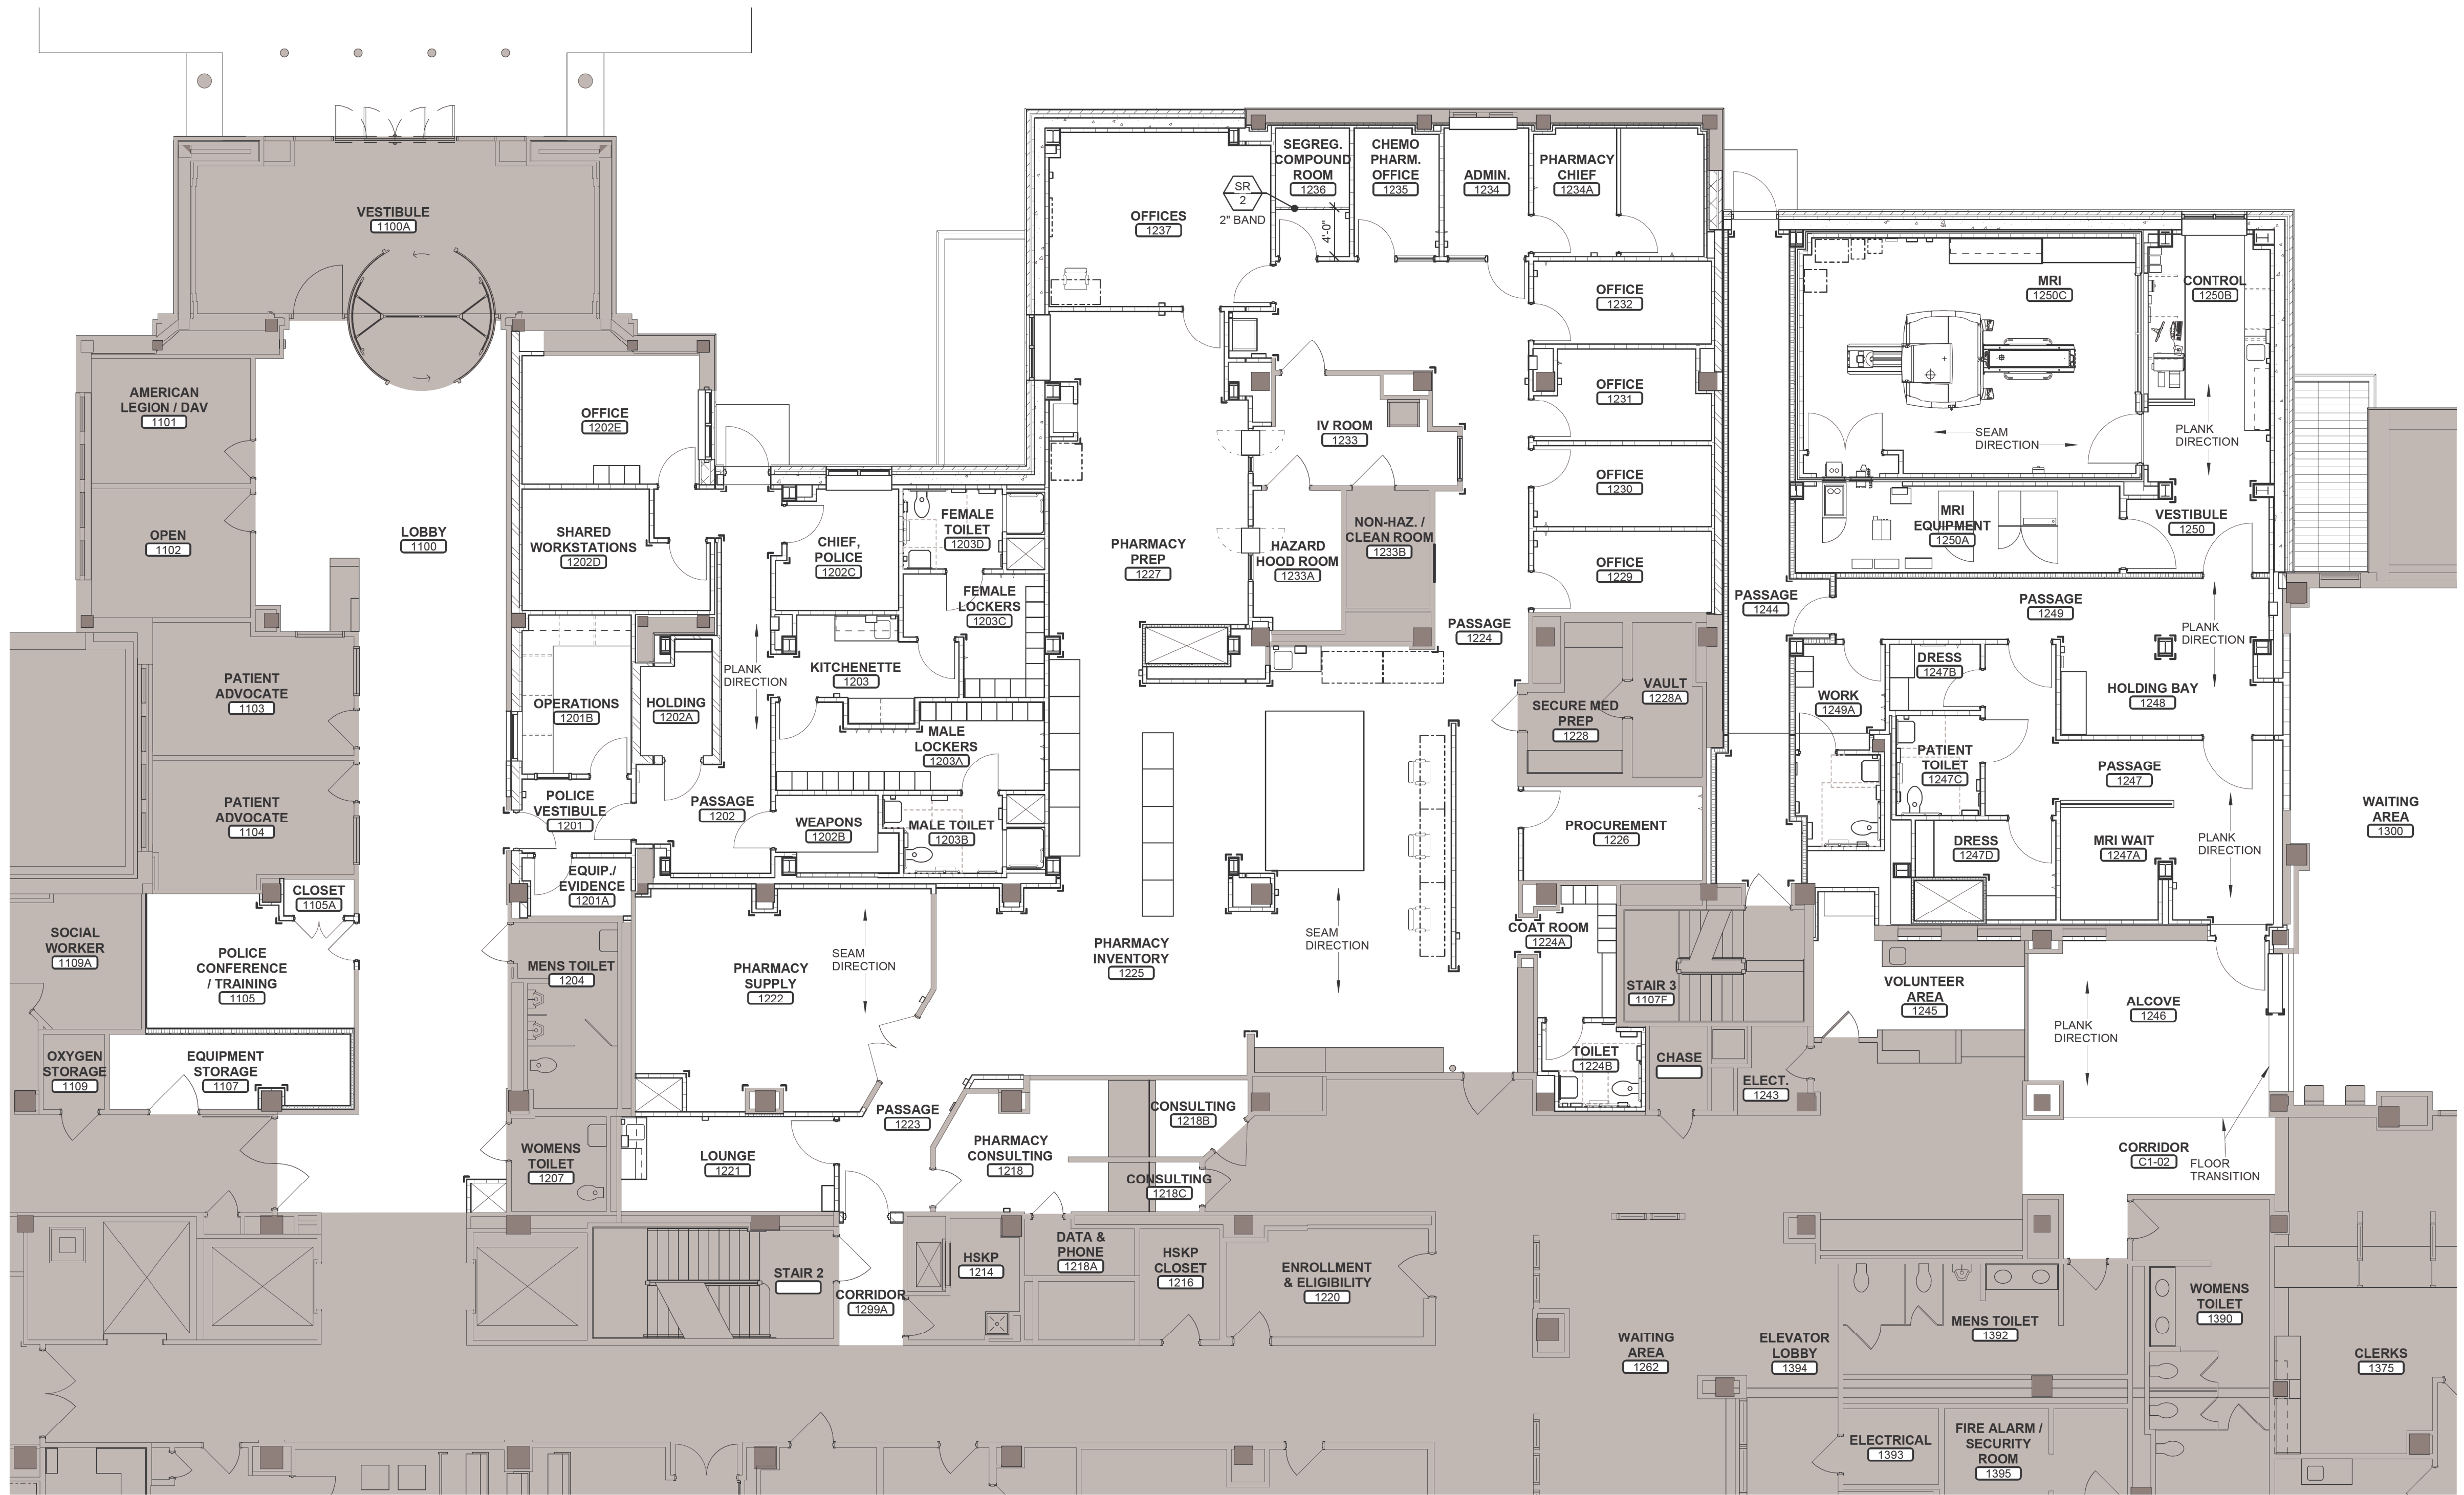 VESTIBULE
1100A
AMERICAN
LEGION / DAV
1101
OPEN
1102
LOBBY
1100
PATIENT
ADVOCATE
1103
PATIENT
ADVOCATE
1104
CLOSET
1105A
SOCIAL
WORKER
1109A
POLICE
CONFERENCE
/ TRAINING
1105
OXYGEN
STORAGE
1109
EQUIPMENT
STORAGE
1107
OFFICE
1202E
SHARED
WORKSTATIONS
1202D
CHIEF,
POLICE
1202C
FEMALE
TOILET
1203D
FEMALE
LOCKERS
1203C
KITCHENETTE
1203
PLANK
DIRECTION
OPERATIONS
1201B
HOLDING
1202A
MALE
LOCKERS
1203A
POLICE
VESTIBULE
1201
PASSAGE
1202
WEAPONS
1202B
MALE TOILET
1203B
EQUIP./
EVIDENCE
1201A
MENS TOILET
1204
PHARMACY
SUPPLY
1222
SEAM
DIRECTION
WOMENS
TOILET
1207
LOUNGE
1221
PASSAGE
1223
PHARMACY
CONSULTING
1218
CONSULTING
1218B
CONSULTING
1218C
STAIR 2
CORRIDOR
1299A
HSKP
1214
DATA &
PHONE
1218A
HSKP
CLOSET
1216
ENROLLMENT
& ELIGIBILITY
1220
OFFICES
1237
SR
2
2" BAND
SEGREG.
COMPOUND
ROOM
1236
4'-0"
CHEMO
PHARM.
OFFICE
1235
ADMIN.
1234
PHARMACY
CHIEF
1234A
OFFICE
1232
OFFICE
1231
OFFICE
1230
OFFICE
1229
IV ROOM
1233
PHARMACY
PREP
1227
HAZARD
HOOD ROOM
1233A
NON-HAZ. /
CLEAN ROOM
1233B
PASSAGE
1224
VAULT
1228A
SECURE MED
PREP
1228
PROCUREMENT
1226
PHARMACY
INVENTORY
1225
SEAM
DIRECTION
COAT ROOM
1224A
STAIR 3
1107F
TOILET
1224B
CHASE
ELECT.
1243
MRI
1250C
CONTROL
1250B
SEAM
DIRECTION
PLANK
DIRECTION
MRI
EQUIPMENT
1250A
VESTIBULE
1250
PASSAGE
1244
PASSAGE
1249
PLANK
DIRECTION
DRESS
1247B
WORK
1249A
HOLDING BAY
1248
PATIENT
TOILET
1247C
PASSAGE
1247
DRESS
1247D
MRI WAIT
1247A
PLANK
DIRECTION
WAITING
AREA
1300
VOLUNTEER
AREA
1245
ALCOVE
1246
PLANK
DIRECTION
CORRIDOR
C1-02
FLOOR
TRANSITION
WAITING
AREA
1262
ELEVATOR
LOBBY
1394
MENS TOILET
1392
WOMENS
TOILET
1390
CLERKS
1375
ELECTRICAL
1393
FIRE ALARM /
SECURITY
ROOM
1395